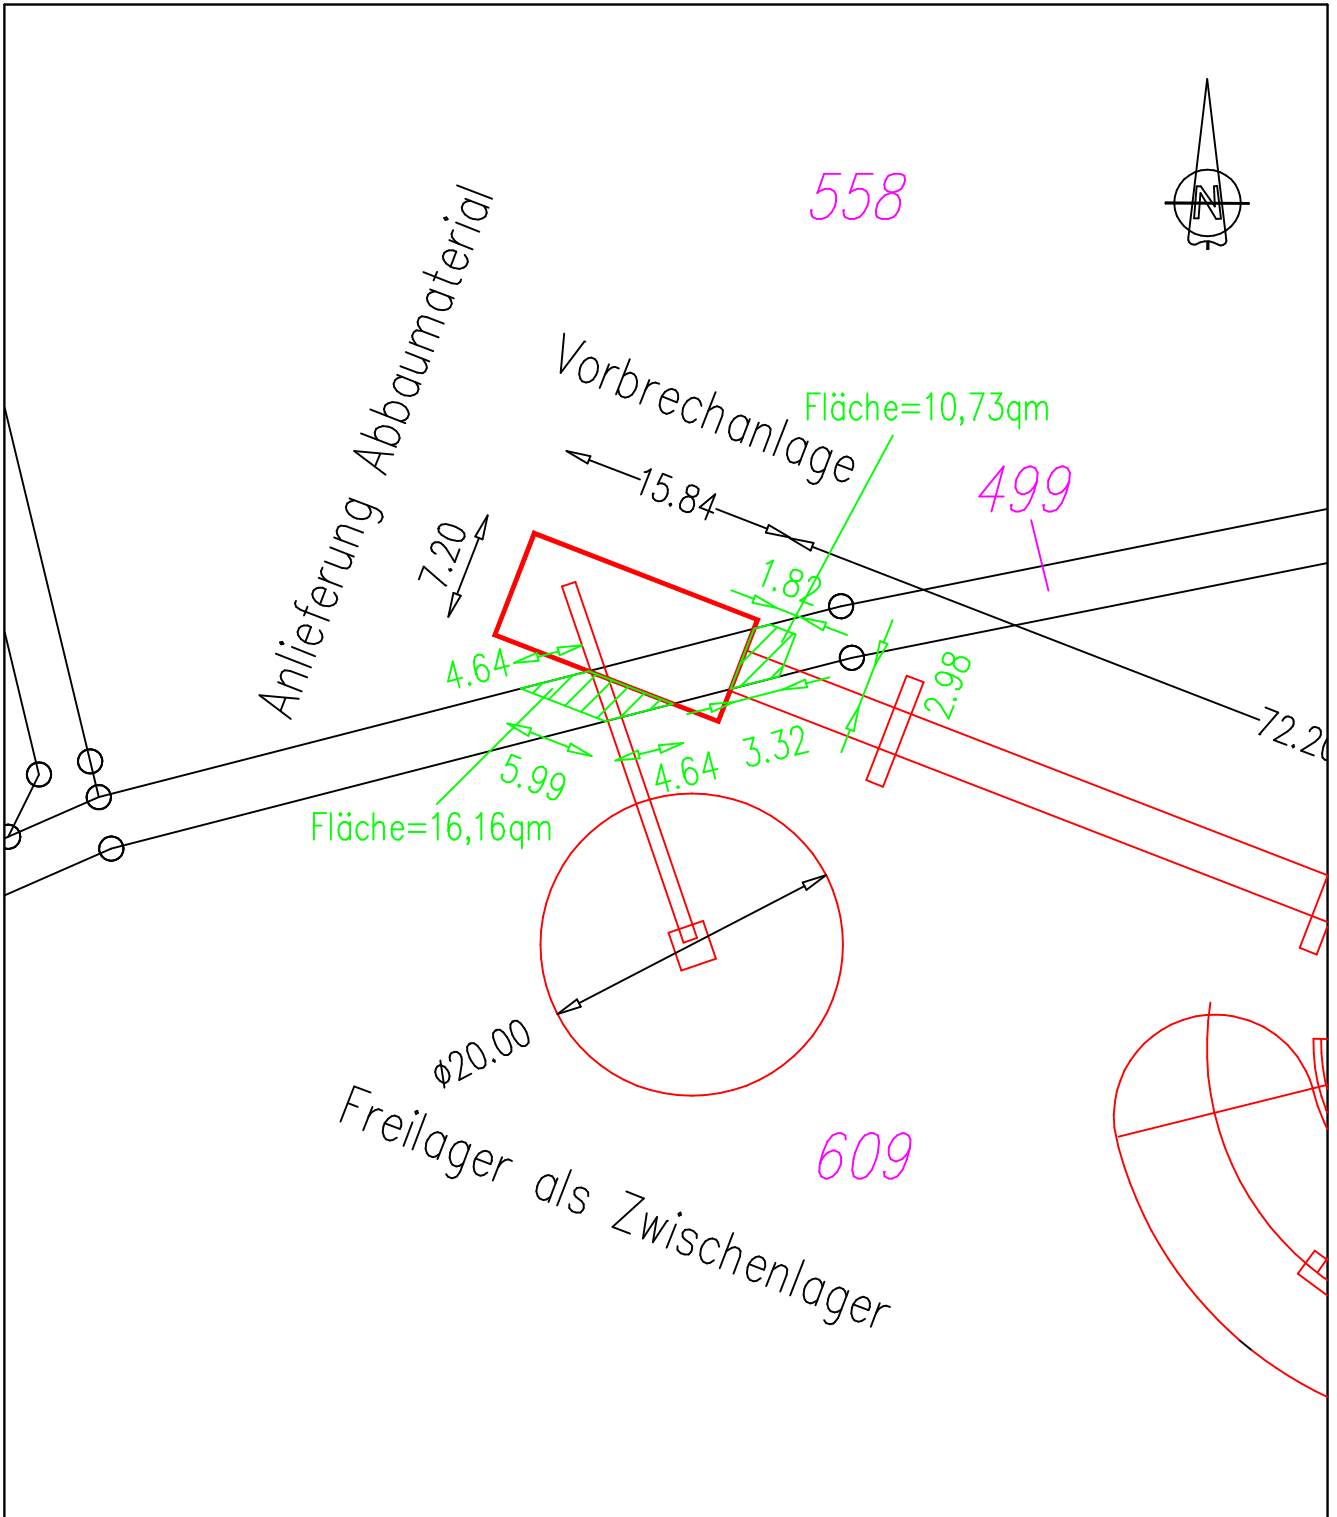 558
N
Anlieferung Abbaumaterial
Vorbrechanlage
Fläche=10,73qm
15.84
499
7.20
1.82
4.64
2.98
72.20
5.99
4.64
3.32
Fläche=16,16qm
ø20.00
Freilager als Zwischenlager
609